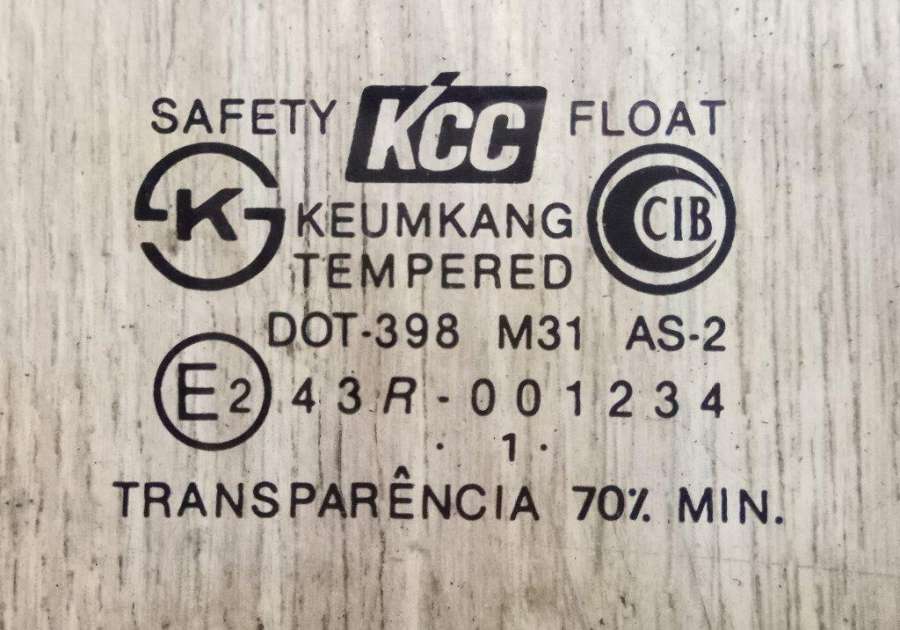 SAFETY KCC FLOAT
K KEUMKANG CIB
TEMPERED
DOT-398 M31 AS-2
E2 43R-001234
· 1 ·
TRANSPARÊNCIA 70% MIN.